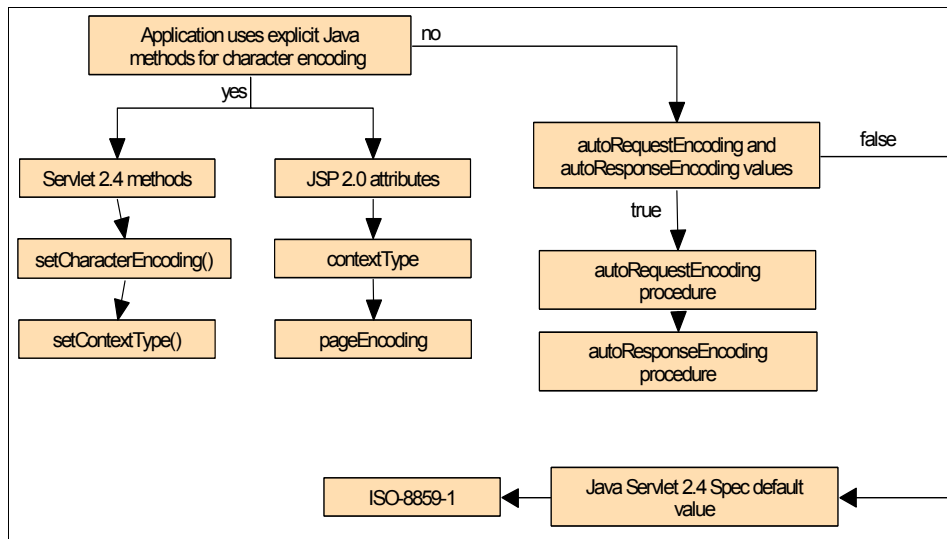 Application uses explicit Java
methods for character encoding
no
yes
autoRequestEncoding and
autoResponseEncoding values
false
Servlet 2.4 methods
JSP 2.0 attributes
true
setCharacterEncoding()
contextType
autoRequestEncoding
procedure
setContextType()
pageEncoding
autoResponseEncoding
procedure
ISO-8859-1
Java Servlet 2.4 Spec default
value